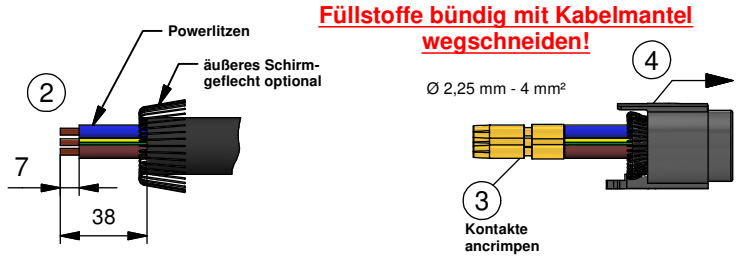 Füllstoffe bündig mit Kabelmantel
wegschneiden!
Powerlitzen
äußeres Schirm-
geflecht optional
2
7
38
4
Ø 2,25 mm - 4 mm²
3
Kontakte
ancrimpen